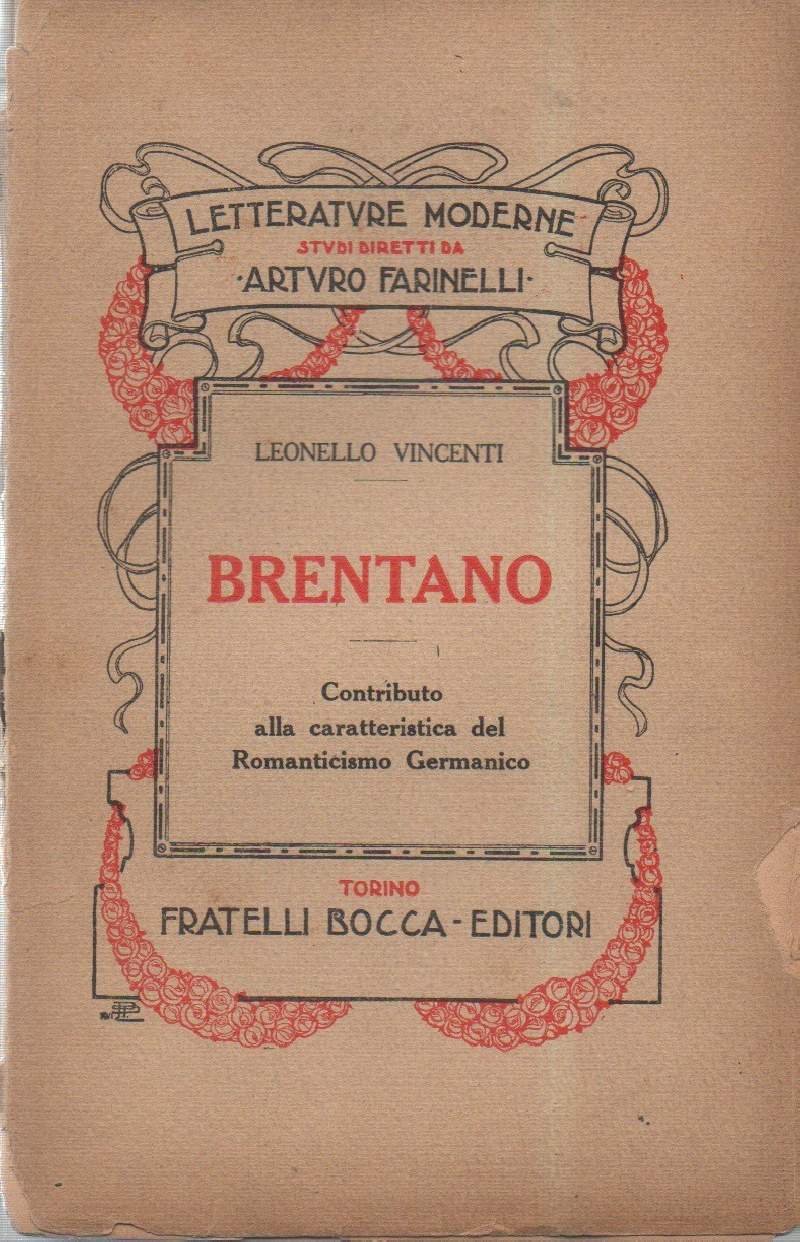 LETTERATVRE MODERNE
STVDI DIRETTI DA
·ARTVRO FARINELLI·
LEONELLO VINCENTI
BRENTANO
Contributo
alla caratteristica del
Romanticismo Germanico
TORINO
FRATELLI BOCCA - EDITORI